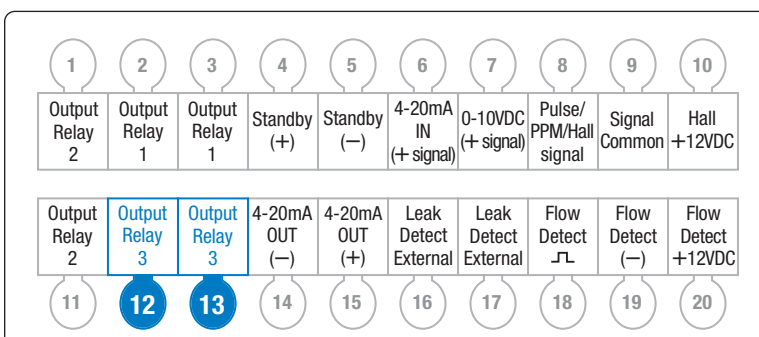 1 2 3 4 5 6 7 8 9 10
Output Relay 2
Output Relay 1
Output Relay 1
Standby (+)
Standby (—)
4-20mA IN (+ signal)
0-10VDC (+ signal)
Pulse/ PPM/Hall signal
Signal Common
Hall +12VDC
Output Relay 2
Output Relay 3
Output Relay 3
4-20mA OUT (—)
4-20mA OUT (+)
Leak Detect External
Leak Detect External
Flow Detect
Flow Detect (—)
Flow Detect +12VDC
11 12 13 14 15 16 17 18 19 20